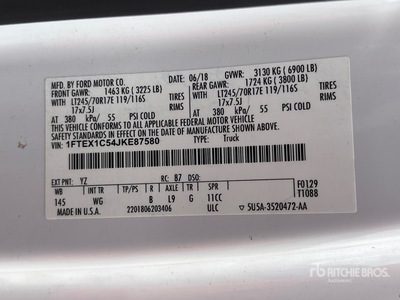 MFD. BY FORD MOTOR CO.
DATE: 06/18 GVWR: 3130 KG (6900 LB)
FRONT GAWR: 1463 KG (3225 LB) REAR GAWR: 1724 KG (3800 LB)
WITH LT245/70R17E 119/116S TIRES WITH LT245/70R17E 119/116S TIRES
17x7.5J RIMS 17x7.5J RIMS
AT 380 kPa/ 55 PSI COLD AT 380 kPa/ 55 PSI COLD
THIS VEHICLE CONFORMS TO ALL APPLICABLE FEDERAL MOTOR VEHICLE
SAFETY STANDARDS IN EFFECT ON THE DATE OF MANUFACTURE SHOWN ABOVE.
VIN: 1FTEX1C54JKE87580 TYPE: Truck
EXT PNT: YZ RC: B7 DSO: F0129
WB INT TR TP/PS R AX TR SPR T1088
145 WG B L9 G 11CC
MADE IN U.S.A. 2201806203406 ULC 5U5A-3520472-AA
rb RITCHIE BROS